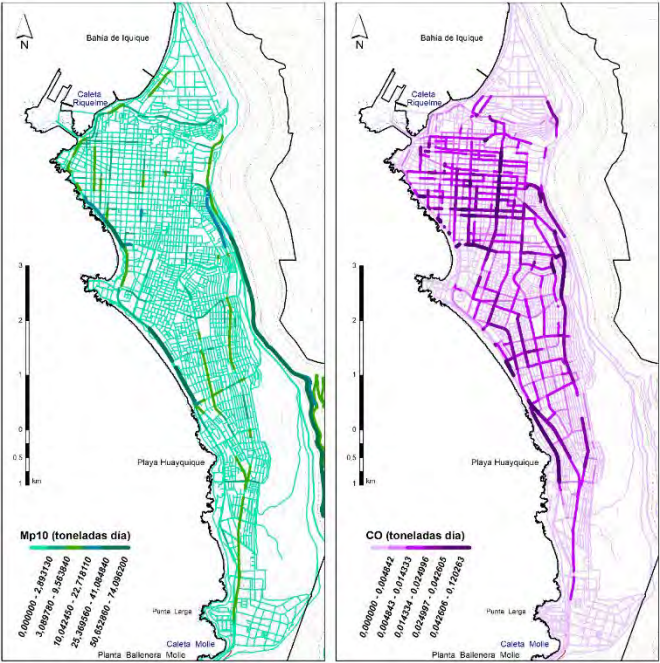 N
Bahía de Iquique
Caleta
Riquelme
3
2
1
0
0.5
1
km
Playa Huayquique
Mp10 (toneladas día)
0.000000 - 2.893130
3.089780 - 9.563840
10.042450 - 22.718110
25.369560 - 41.084840
50.652860 - 74.096200
Punta Larga
Caleta Molle
Planta Ballenera Molle
N
Bahía de Iquique
Caleta
Riquelme
3
2
1
0
0.5
1
km
Playa Huayquique
CO (toneladas día)
0.000000 - 0.004842
0.004843 - 0.014333
0.014334 - 0.024996
0.024997 - 0.042605
0.042606 - 0.120263
Punta Larga
Caleta Molle
Planta Ballenera Molle